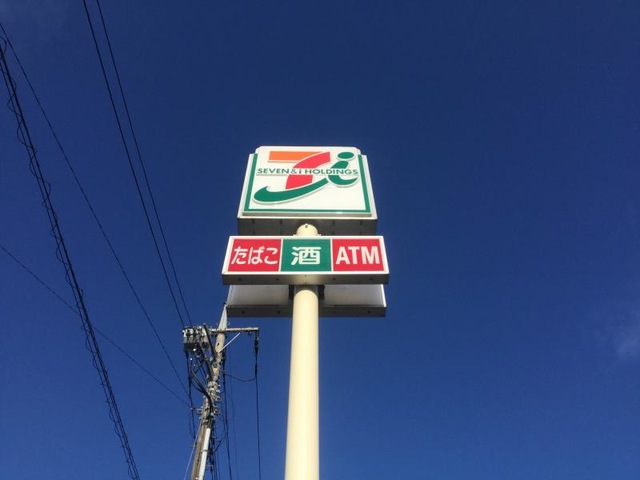 SEVEN & i HOLDINGS
たばこ 酒 ATM